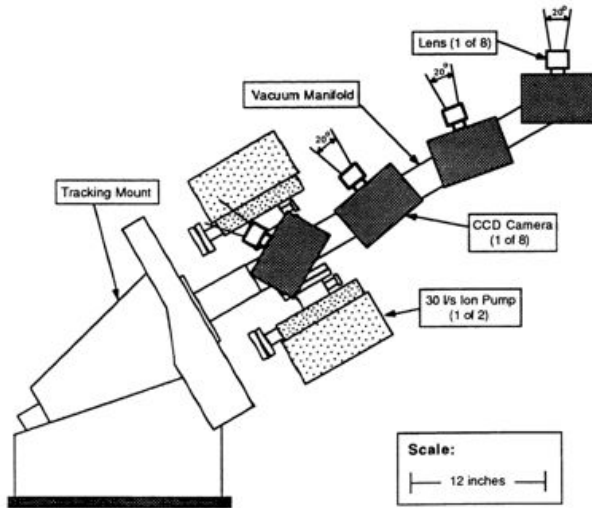 20°
Lens (1 of 8)
20°
Vacuum Manifold
20°
Tracking Mount
CCD Camera
(1 of 8)
30 l/s Ion Pump
(1 of 2)
Scale:
12 inches